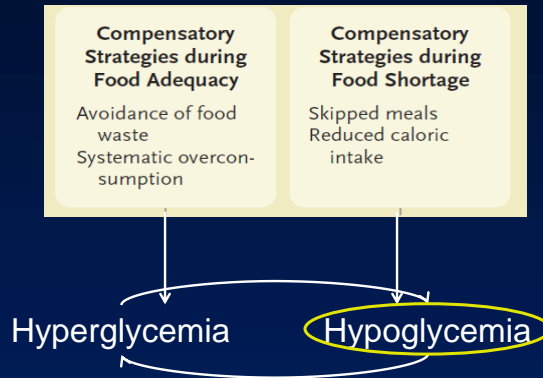 Compensatory
Strategies during
Food Adequacy
Avoidance of food
waste
Systematic overcon-
sumption
Compensatory
Strategies during
Food Shortage
Skipped meals
Reduced caloric
intake
Hyperglycemia
Hypoglycemia